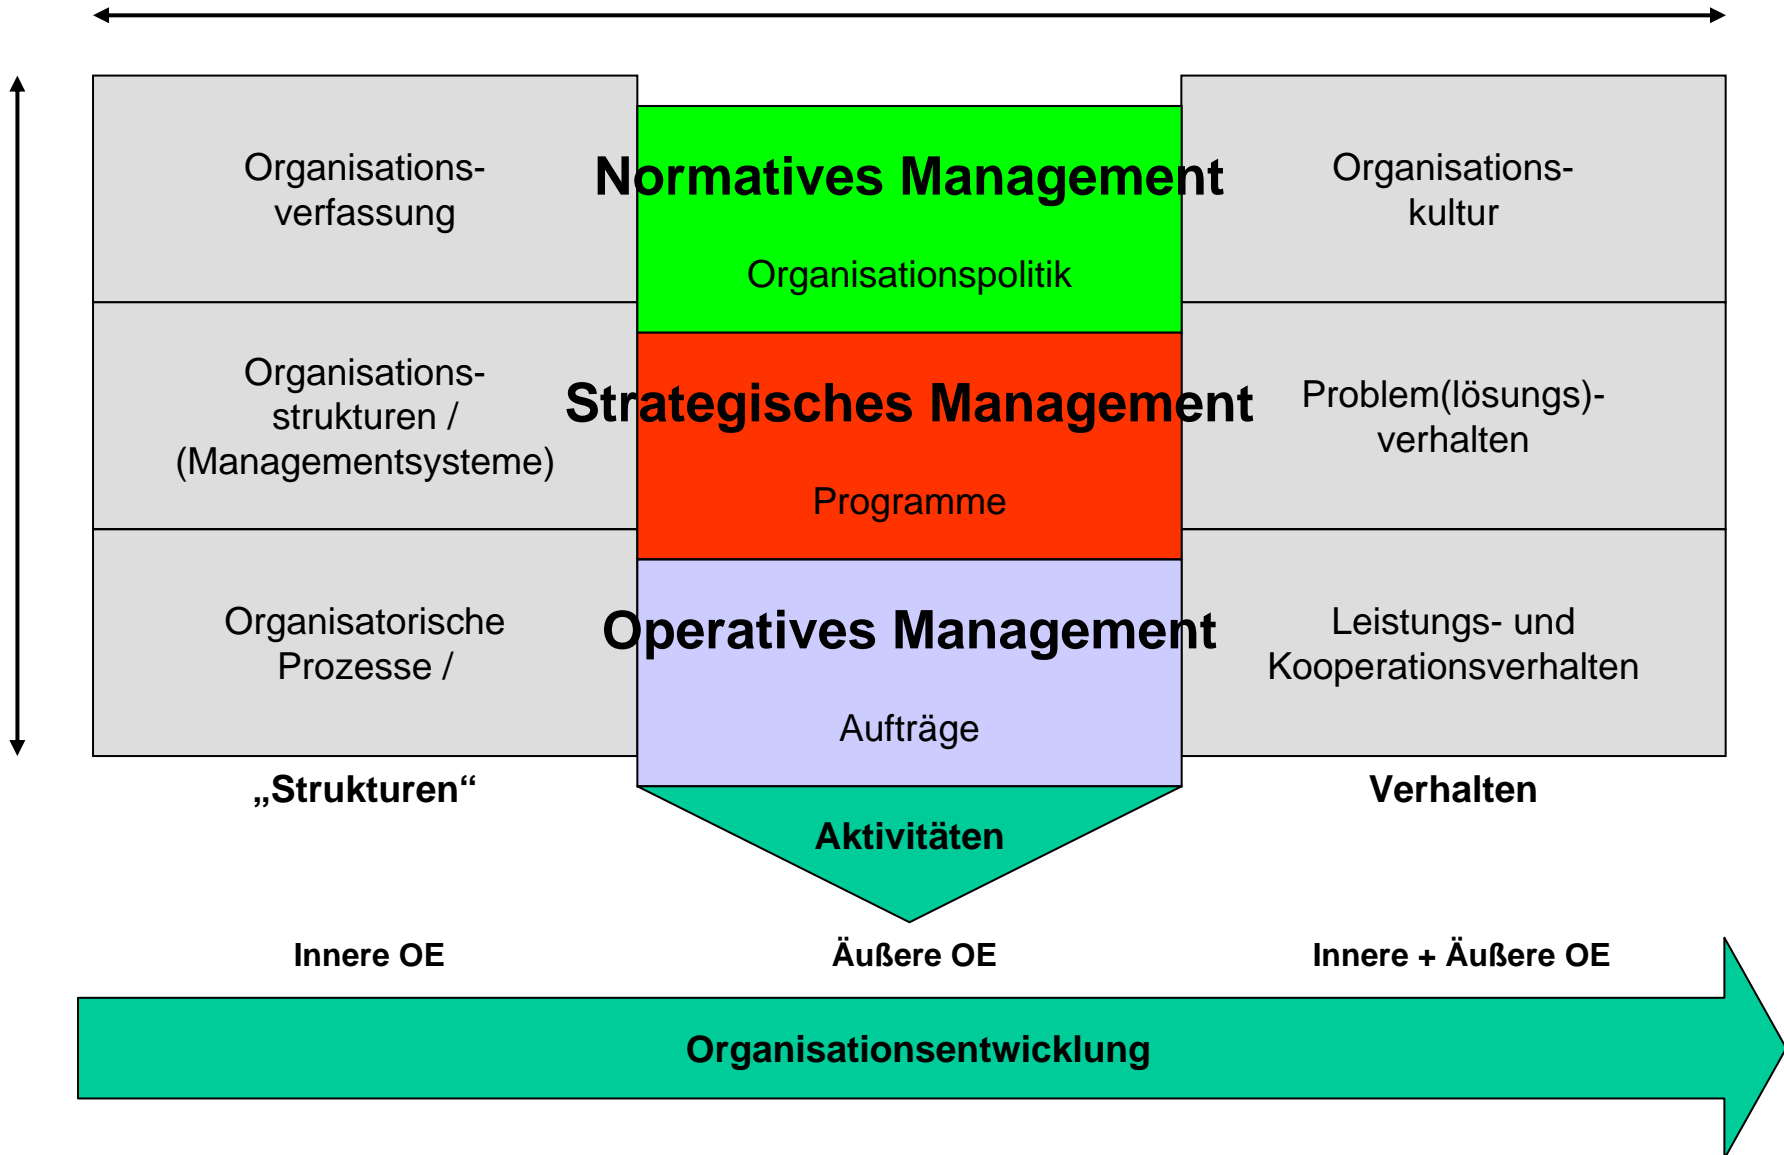 Organisations-
verfassung
Normatives Management
Organisationspolitik
Organisations-
kultur
Organisations-
strukturen /
(Managementsysteme)
Strategisches Management
Programme
Problem(lösungs)-
verhalten
Organisatorische
Prozesse /
Operatives Management
Aufträge
Leistungs- und
Kooperationsverhalten
„Strukturen“
Aktivitäten
Verhalten
Innere OE
Äußere OE
Innere + Äußere OE
Organisationsentwicklung